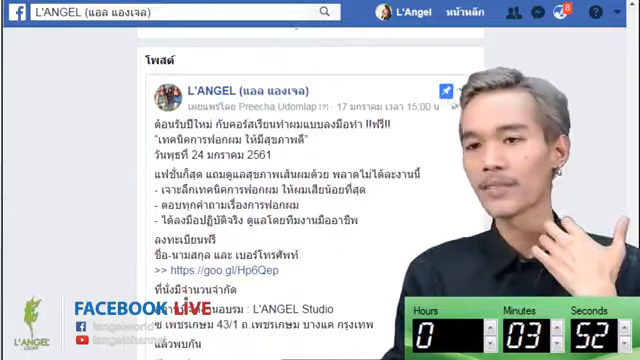 L'ANGEL (แอล แองเจล)
L'Angel หน้าหลัก
8
โพสต์
L'ANGEL (แอล แองเจล)
เผยแพร่โดย Preecha Udomlap [?] · 17 มกราคม เวลา 15:00 น.
ต้อนรับปีใหม่ กับคอร์สเรียนทำผมแบบลงมือทำ !!ฟรี!!
"เทคนิคการฟอกผม ให้มีสุขภาพดี"
วันพุธที่ 24 มกราคม 2561
แฟชั่นก็สุด แถมดูแลสุขภาพเส้นผมด้วย พลาดไม่ได้ละงานนี้
- เจาะลึกเทคนิคการฟอกผม ให้ผมเสียน้อยที่สุด
- ตอบทุกคำถามเรื่องการฟอกผม
- ได้ลงมือปฏิบัติจริง ดูแลโดยทีมงานมืออาชีพ
ลงทะเบียนฟรี
ชื่อ-นามสกุล และ เบอร์โทรศัพท์
>> https://goo.gl/Hp6Qep
ที่นั่งมีจำนวนจำกัด
อบรม : L'ANGEL Studio
ซ.เพชรเกษม 43/1 ถ.เพชรเกษม บางแค กรุงเทพ
แล้วพบกัน
FACEBOOK LIVE
langelworld
langelchannel
L'ANGEL
Hours Minutes Seconds
0 03 52